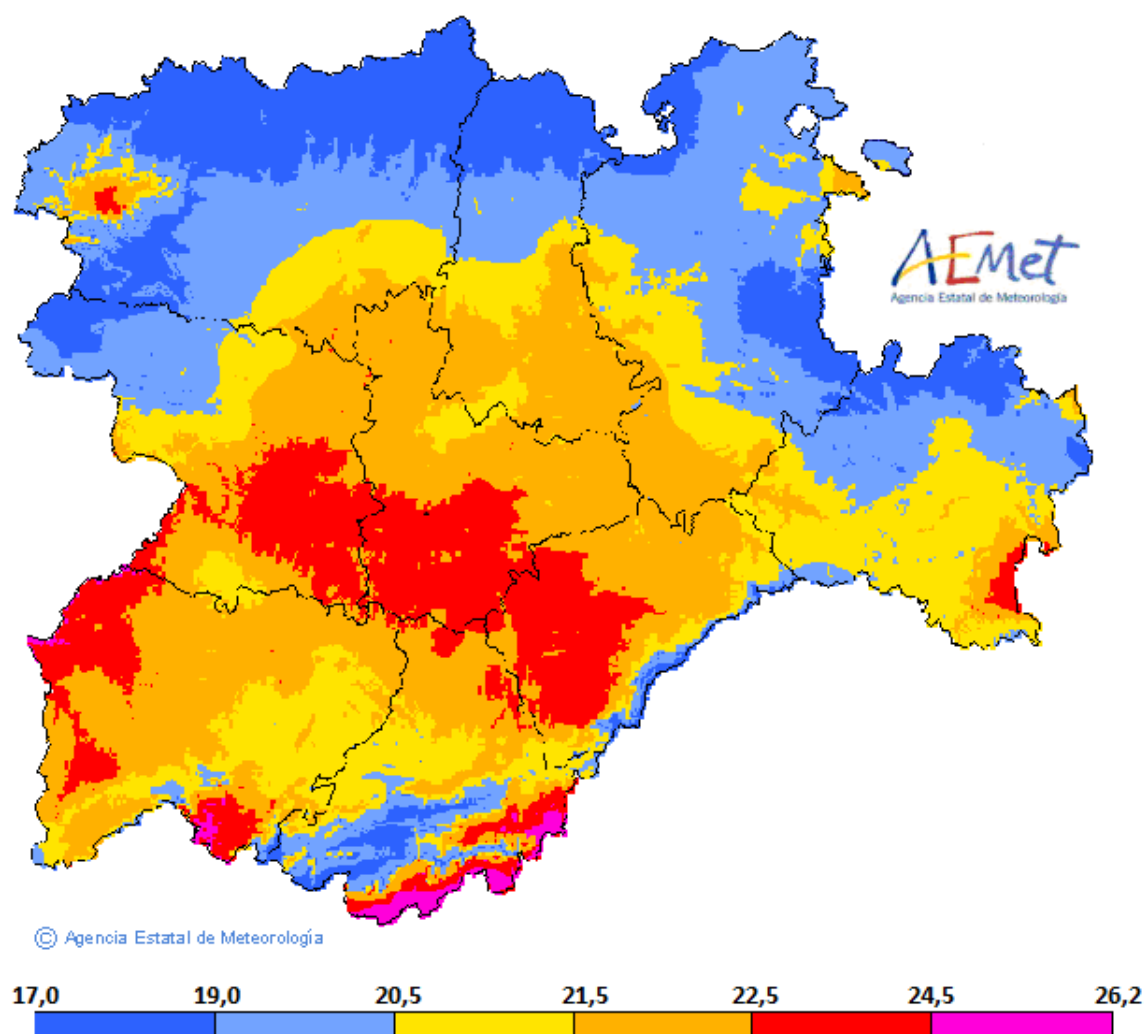 AEMet
Agencia Estatal de Meteorología
© Agencia Estatal de Meteorología
17,0 19,0 20,5 21,5 22,5 24,5 26,2